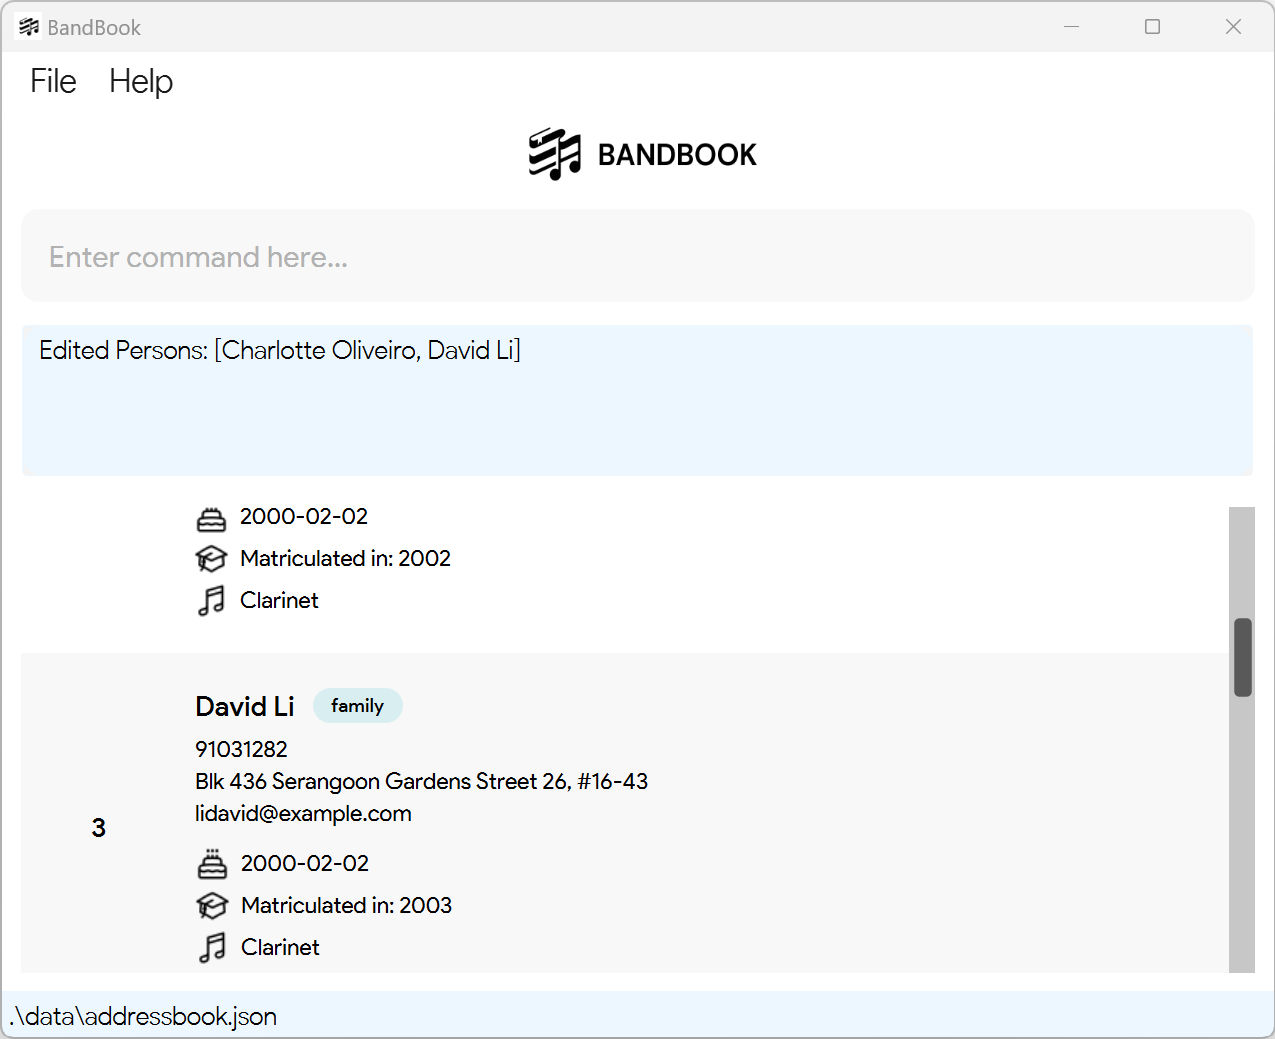 BandBook
File Help
BANDBOOK
Enter command here...
Edited Persons: [Charlotte Oliveiro, David Li]
2000-02-02
Matriculated in: 2002
Clarinet
3
David Li family
91031282
Blk 436 Serangoon Gardens Street 26, #16-43
lidavid@example.com
2000-02-02
Matriculated in: 2003
Clarinet
.\data\addressbook.json